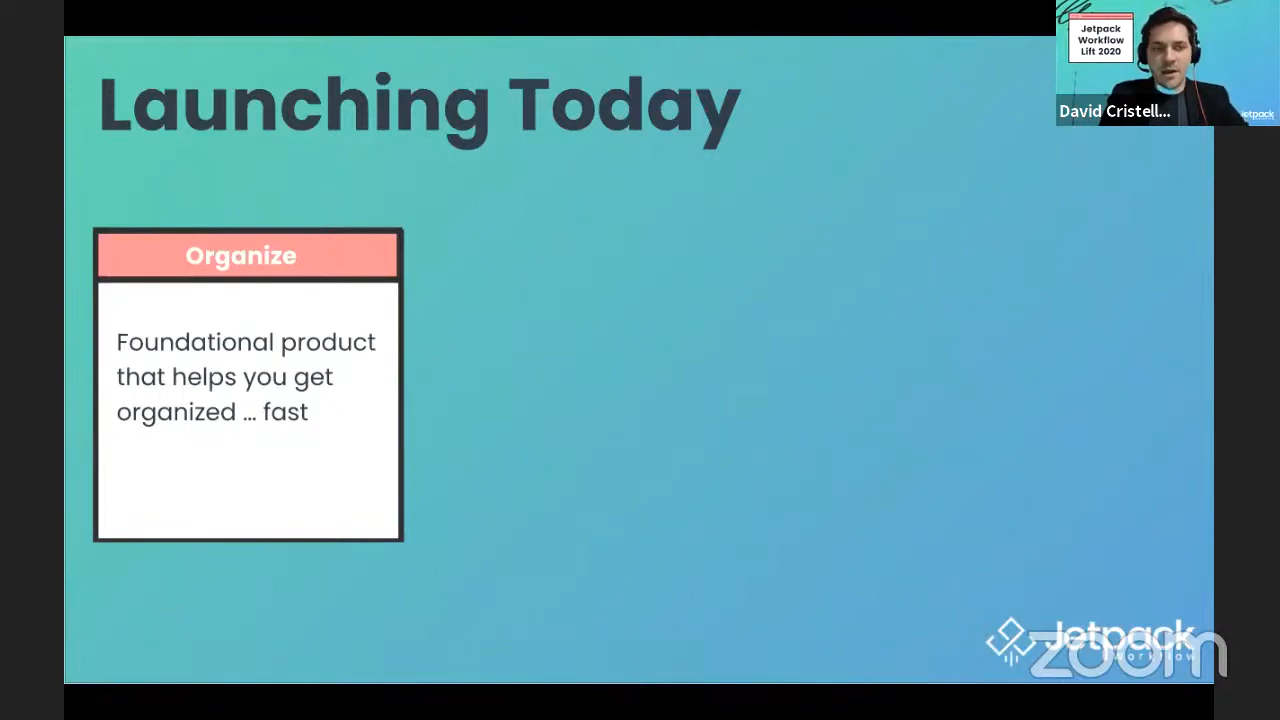 Launching Today
Jetpack
Workflow
Lift 2020
David Cristell...
Jetpack
Organize
Foundational product
that helps you get
organized ... fast
Jetpack
workflow
zoom